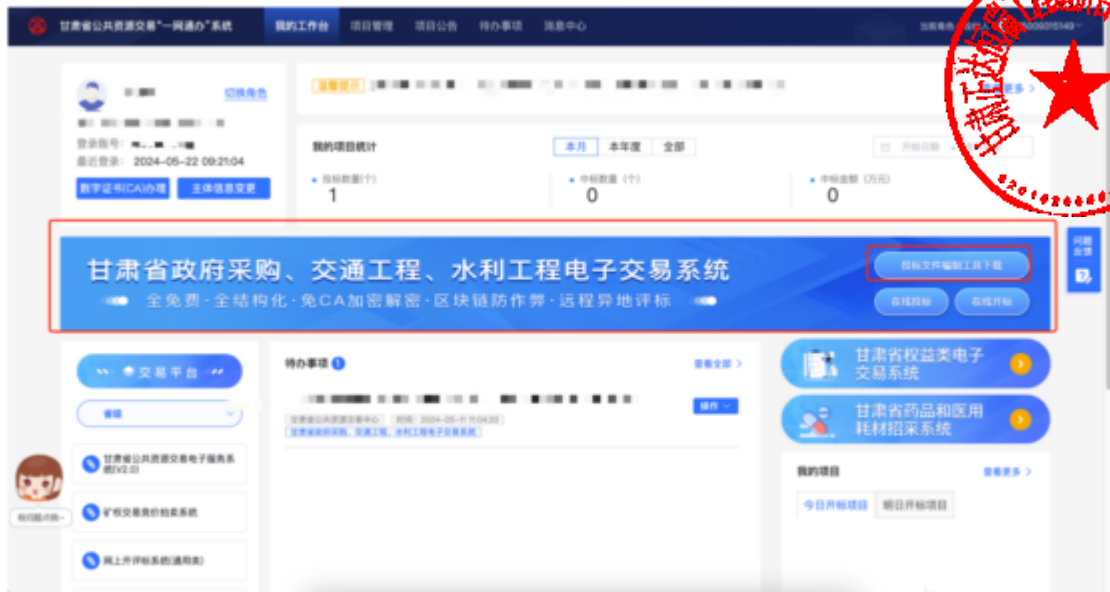 甘肃省公共资源交易“一网通办”系统
我的工作台 项目管理 项目公告 待办事项 消息中心
切换角色
温馨提示
登录账号：
最近登录： 2024-05-22 09:21:04
数字证书(CA)办理 主体信息变更
我的项目统计
本月 本年度 全部
开始日期
投标数量(个)
1
中标数量（个）
0
中标金额（万元）
0
问题反馈
甘肃省政府采购、交通工程、水利工程电子交易系统
全免费·全结构化·免CA加密解密·区块链防作弊·远程异地评标
投标文件编制工具下载
在线投标 在线开标
交易平台
省级
甘肃省公共资源交易电子服务系
统(V2.0)
矿权交易竞价拍卖系统
网上开评标系统(通用类)
有问题点我~
待办事项 1
查看全部 >
操作
甘肃省公共资源交易中心 时间：2024-05-11 11:04:20
甘肃省政府采购、交通工程、水利工程电子交易系统
甘肃省权益类电子
交易系统
甘肃省药品和医用
耗材招采系统
我的项目
查看更多 >
今日开标项目 明日开标项目